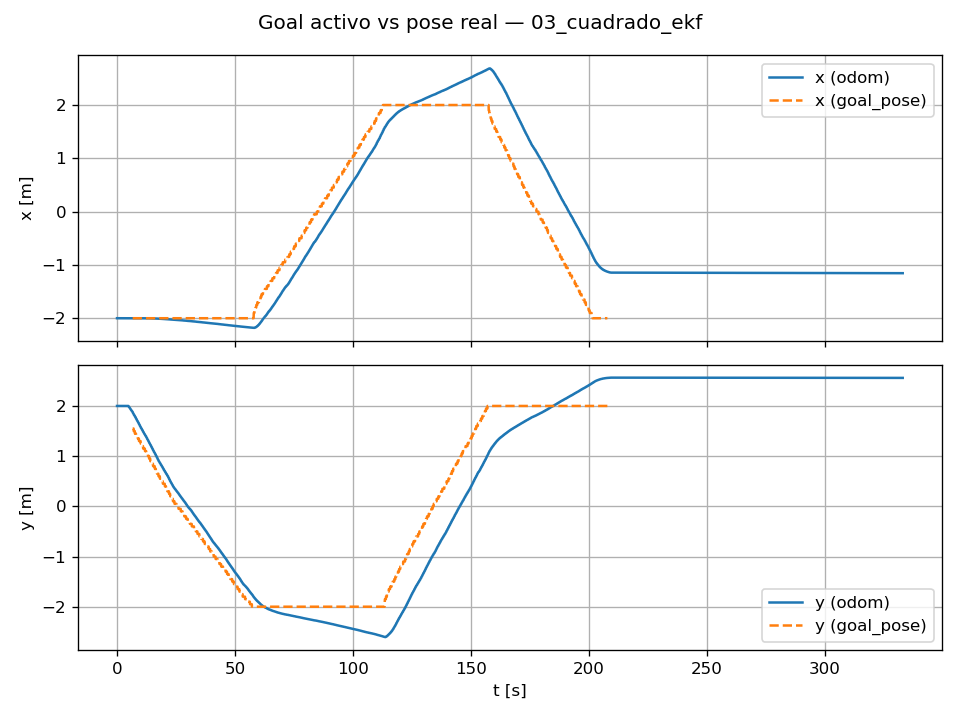 Goal activo vs pose real — 03_cuadrado_ekf
x [m]
2
1
0
−1
−2
x (odom)
x (goal_pose)
y [m]
2
1
0
−1
−2
y (odom)
y (goal_pose)
0 50 100 150 200 250 300
t [s]